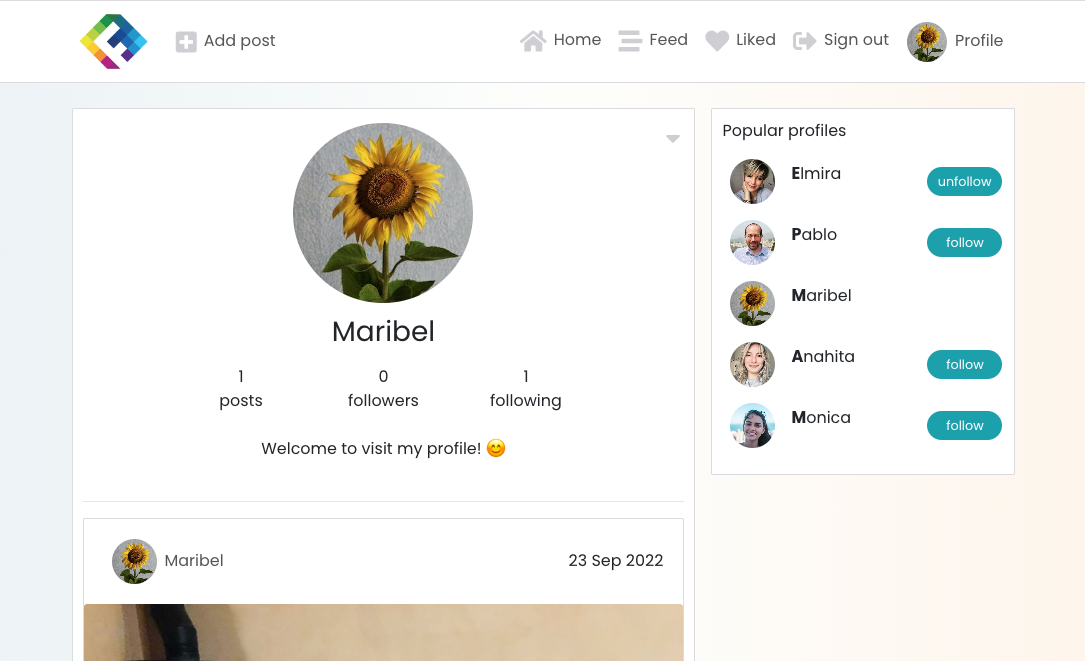 Add post
Home
Feed
Liked
Sign out
Profile
Maribel
1
posts
0
followers
1
following
Welcome to visit my profile! 😊
Maribel
23 Sep 2022
Popular profiles
Elmira
unfollow
Pablo
follow
Maribel
Anahita
follow
Monica
follow